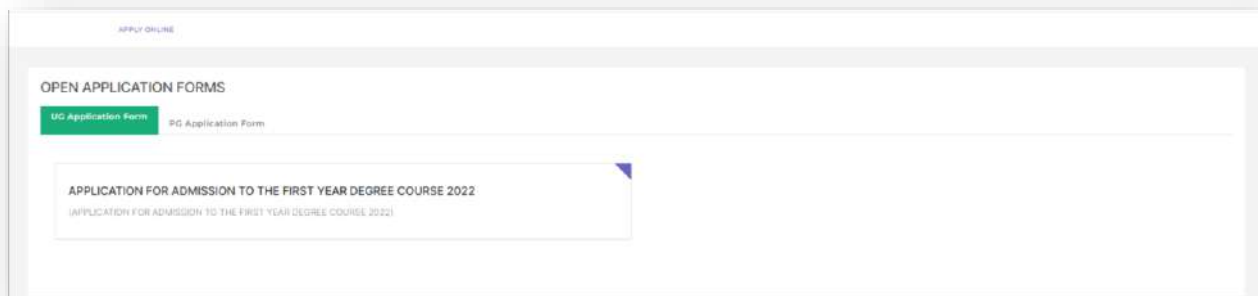 APPLY ONLINE
OPEN APPLICATION FORMS
UG Application Form
PG Application Form
APPLICATION FOR ADMISSION TO THE FIRST YEAR DEGREE COURSE 2022
(APPLICATION FOR ADMISSION TO THE FIRST YEAR DEGREE COURSE 2022)